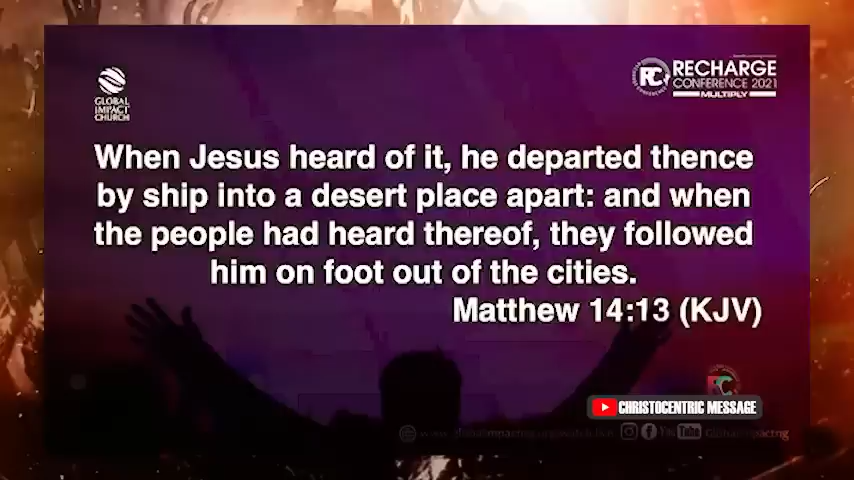 GLOBAL
IMPACT
CHURCH
RC
RECHARGE
CONFERENCE 2021
MULTIPLY
When Jesus heard of it, he departed thence
by ship into a desert place apart: and when
the people had heard thereof, they followed
him on foot out of the cities.
Matthew 14:13 (KJV)
CHRISTOCENTRIC MESSAGE
YouTube